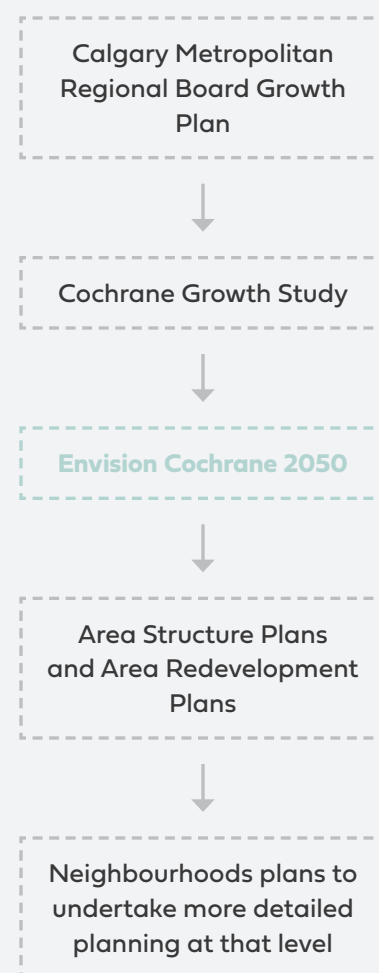 Calgary Metropolitan
Regional Board Growth
Plan
Cochrane Growth Study
Envision Cochrane 2050
Area Structure Plans
and Area Redevelopment
Plans
Neighbourhoods plans to
undertake more detailed
planning at that level